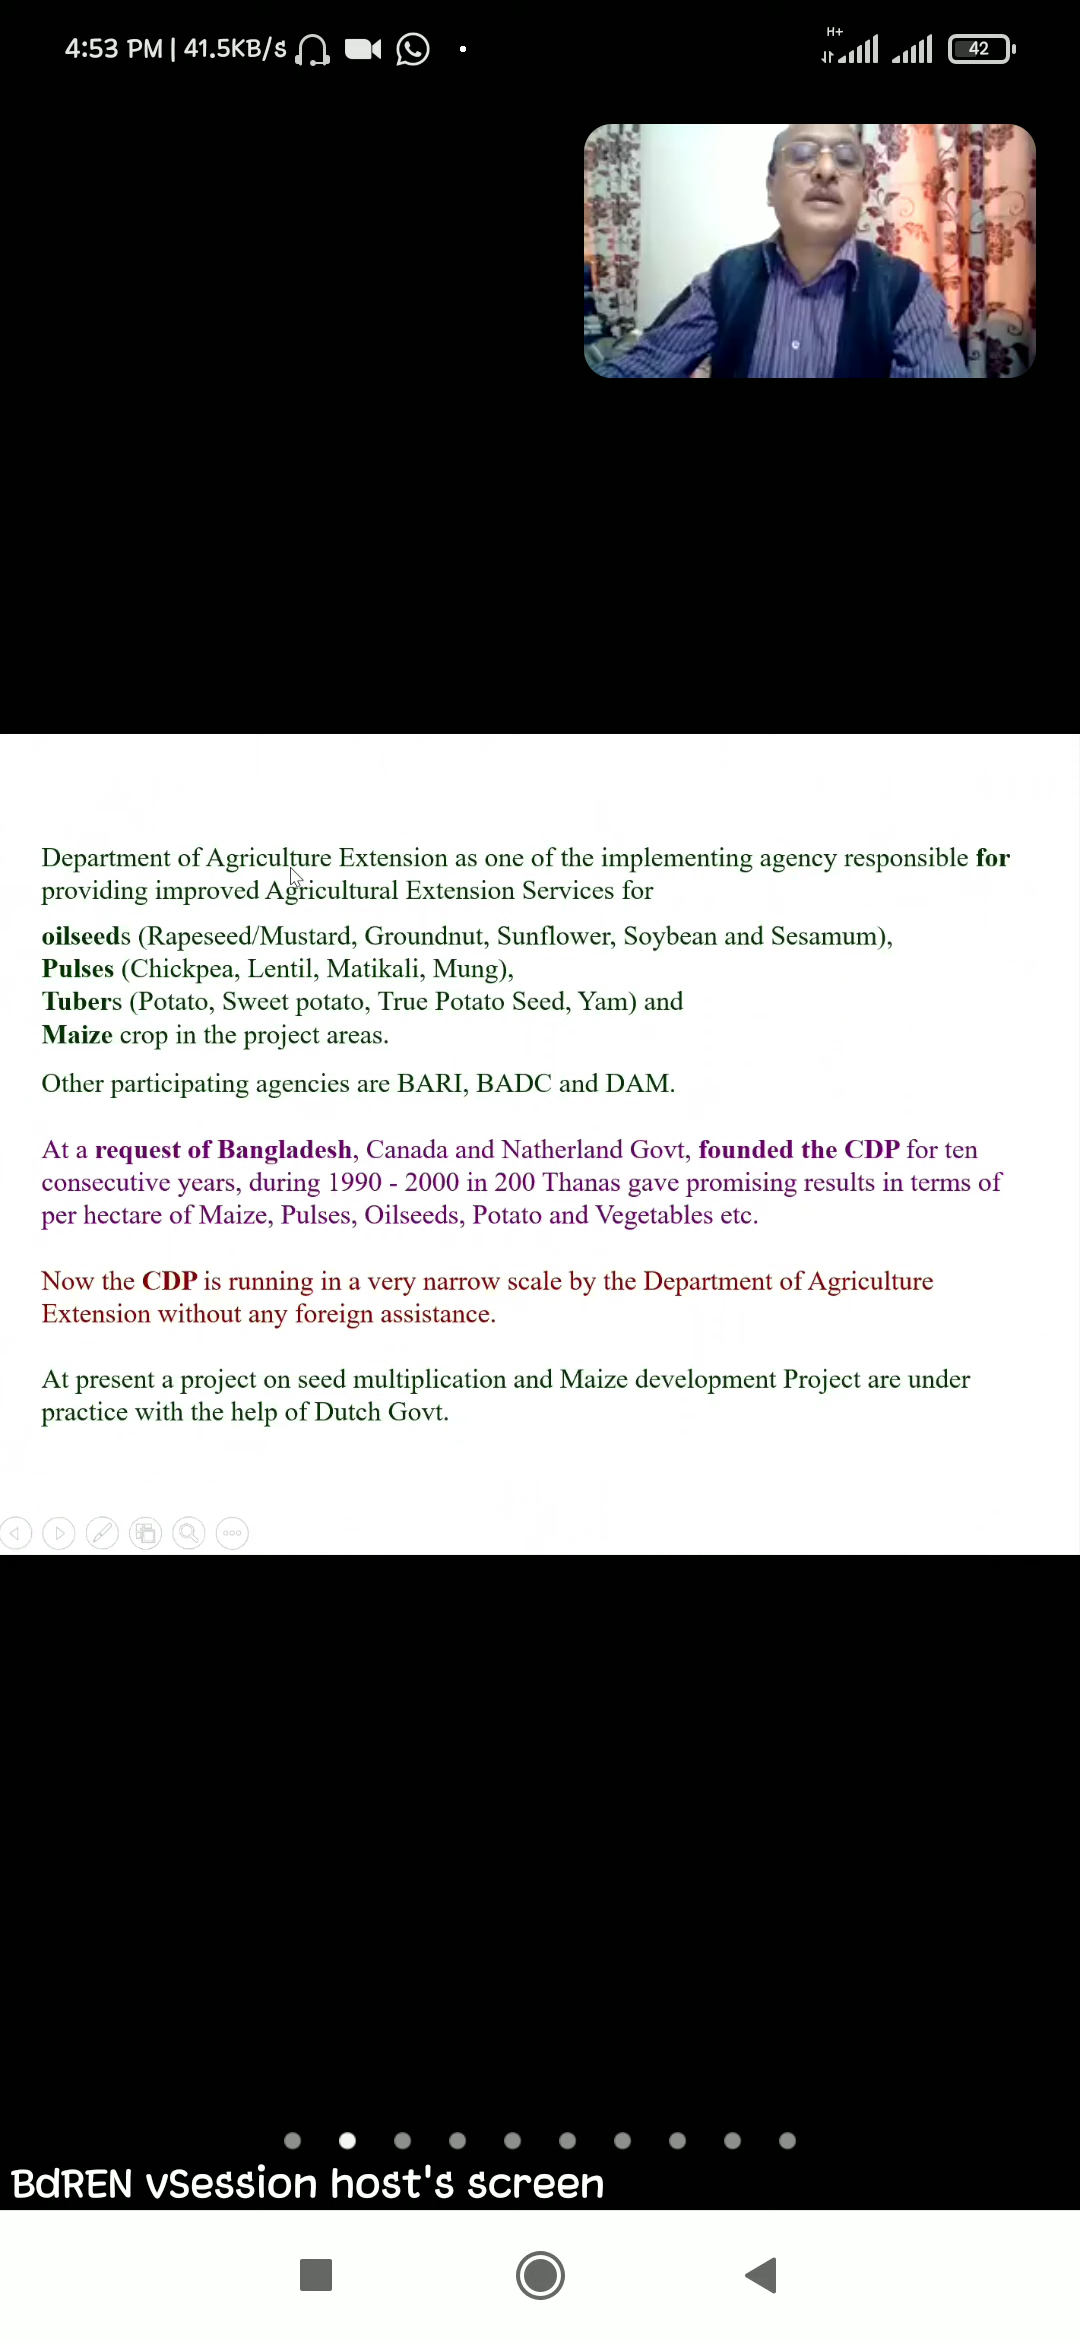 4:53 PM | 41.5KB/s
H+
42
Department of Agriculture Extension as one of the implementing agency responsible for
providing improved Agricultural Extension Services for
oilseeds (Rapeseed/Mustard, Groundnut, Sunflower, Soybean and Sesamum),
Pulses (Chickpea, Lentil, Matikali, Mung),
Tubers (Potato, Sweet potato, True Potato Seed, Yam) and
Maize crop in the project areas.
Other participating agencies are BARI, BADC and DAM.
At a request of Bangladesh, Canada and Natherland Govt, founded the CDP for ten
consecutive years, during 1990 - 2000 in 200 Thanas gave promising results in terms of
per hectare of Maize, Pulses, Oilseeds, Potato and Vegetables etc.
Now the CDP is running in a very narrow scale by the Department of Agriculture
Extension without any foreign assistance.
At present a project on seed multiplication and Maize development Project are under
practice with the help of Dutch Govt.
BdREN vSession host's screen